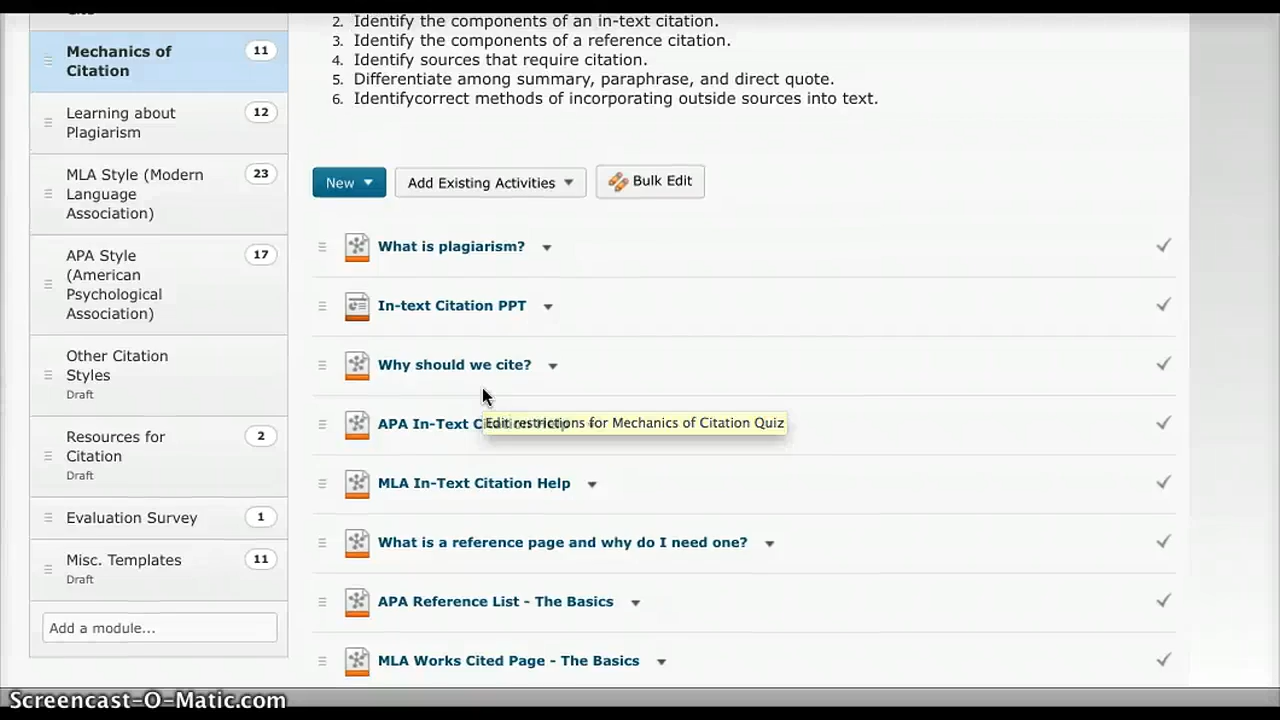 Mechanics of
Citation
11
Learning about
Plagiarism
12
MLA Style (Modern
Language
Association)
23
APA Style
(American
Psychological
Association)
17
Other Citation
Styles
Draft
Resources for
Citation
Draft
2
Evaluation Survey
1
Misc. Templates
Draft
11
Add a module...
2. Identify the components of an in-text citation.
3. Identify the components of a reference citation.
4. Identify sources that require citation.
5. Differentiate among summary, paraphrase, and direct quote.
6. Identifycorrect methods of incorporating outside sources into text.
New
Add Existing Activities
Bulk Edit
What is plagiarism?
In-text Citation PPT
Why should we cite?
APA In-Text Citation Help
Edit restrictions for Mechanics of Citation Quiz
MLA In-Text Citation Help
What is a reference page and why do I need one?
APA Reference List - The Basics
MLA Works Cited Page - The Basics
Screencast-O-Matic.com